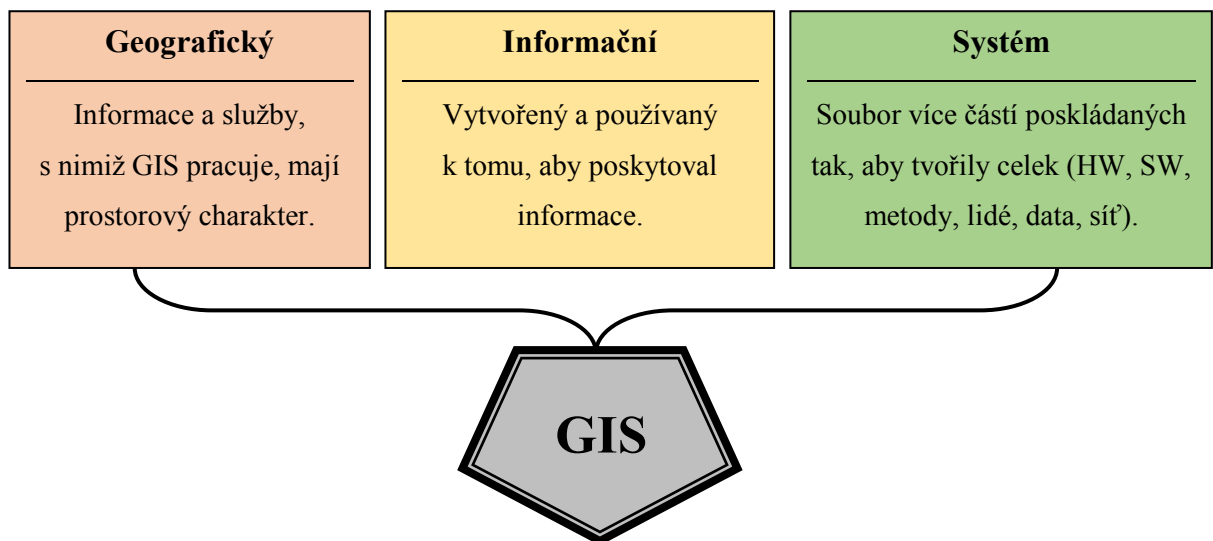 Geografický
Informace a služby,
s nimiž GIS pracuje, mají
prostorový charakter.
Informační
Vytvořený a používaný
k tomu, aby poskytoval
informace.
Systém
Soubor více částí poskládaných
tak, aby tvořily celek (HW, SW,
metody, lidé, data, síť).
GIS